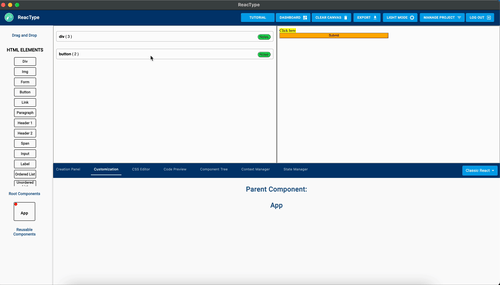 ReacType
ReacType
TUTORIAL
DASHBOARD
CLEAR CANVAS
EXPORT
LIGHT MODE
MANAGE PROJECT
LOG OUT
Drag and Drop
HTML ELEMENTS
Div
Img
Form
Button
Link
Paragraph
Header 1
Header 2
Span
Input
Label
Ordered List
Unordered
Root Components
App
Reusable
Components
div ( 3 )
button ( 2 )
Click here
Submit
Creation Panel
Customization
CSS Editor
Code Preview
Component Tree
Context Manager
State Manager
Classic React
Parent Component:
App